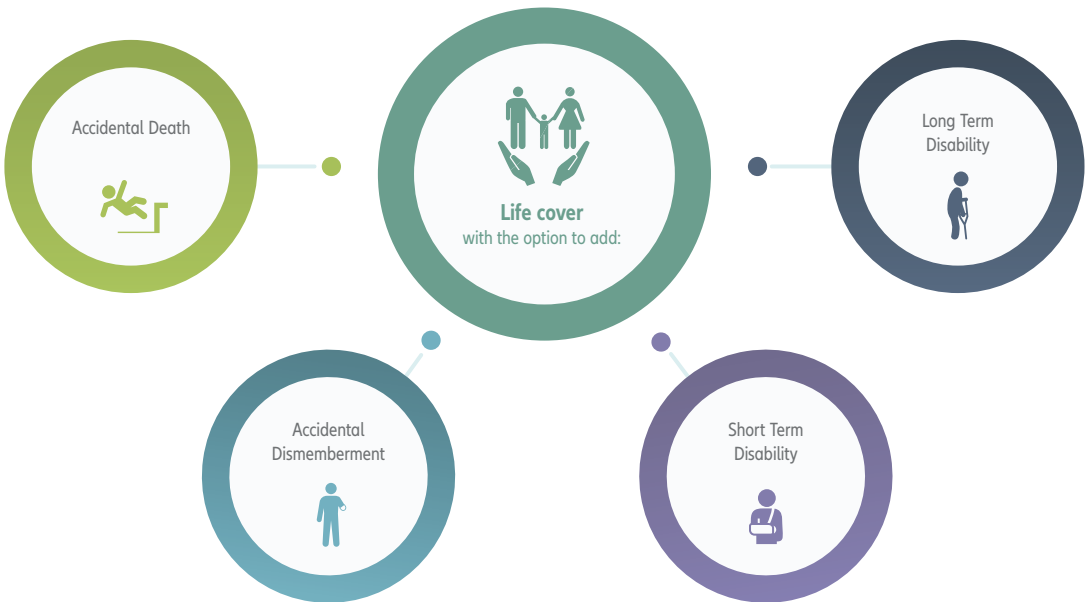 Accidental Death
Life cover
with the option to add:
Long Term
Disability
Accidental
Dismemberment
Short Term
Disability